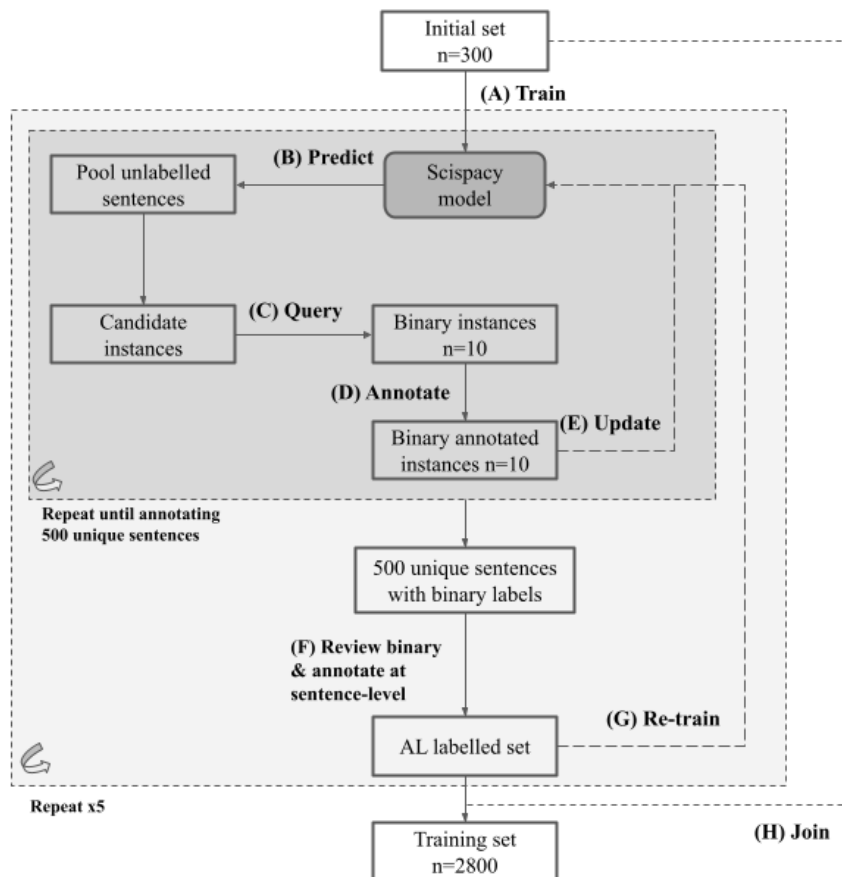 Initial set
n=300
(A) Train
(B) Predict
Pool unlabelled
sentences
Scispacy
model
Candidate
instances
(C) Query
Binary instances
n=10
(D) Annotate
Binary annotated
instances n=10
(E) Update
Repeat until annotating
500 unique sentences
500 unique sentences
with binary labels
(F) Review binary
& annotate at
sentence-level
AL labelled set
(G) Re-train
Repeat x5
Training set
n=2800
(H) Join